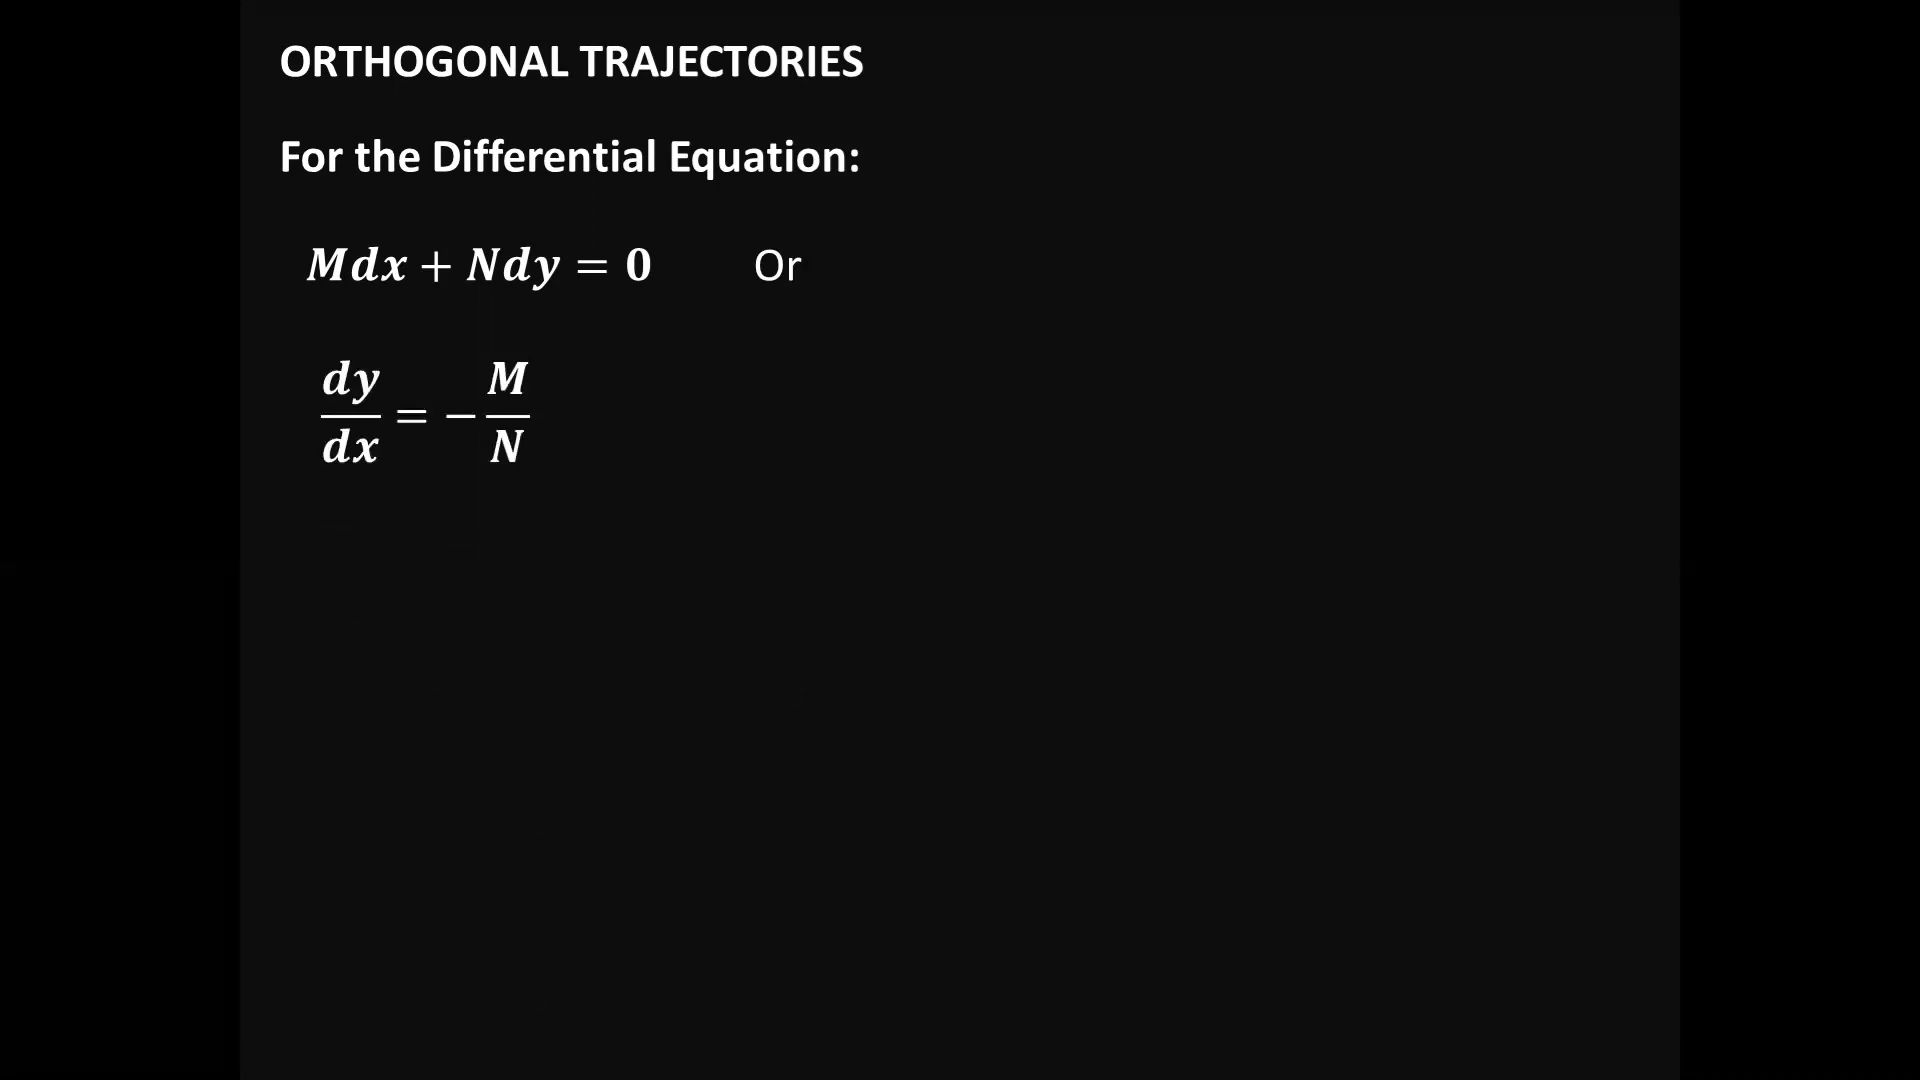 ORTHOGONAL TRAJECTORIES
For the Differential Equation:
Mdx + Ndy = 0 Or
dy/dx = − M/N